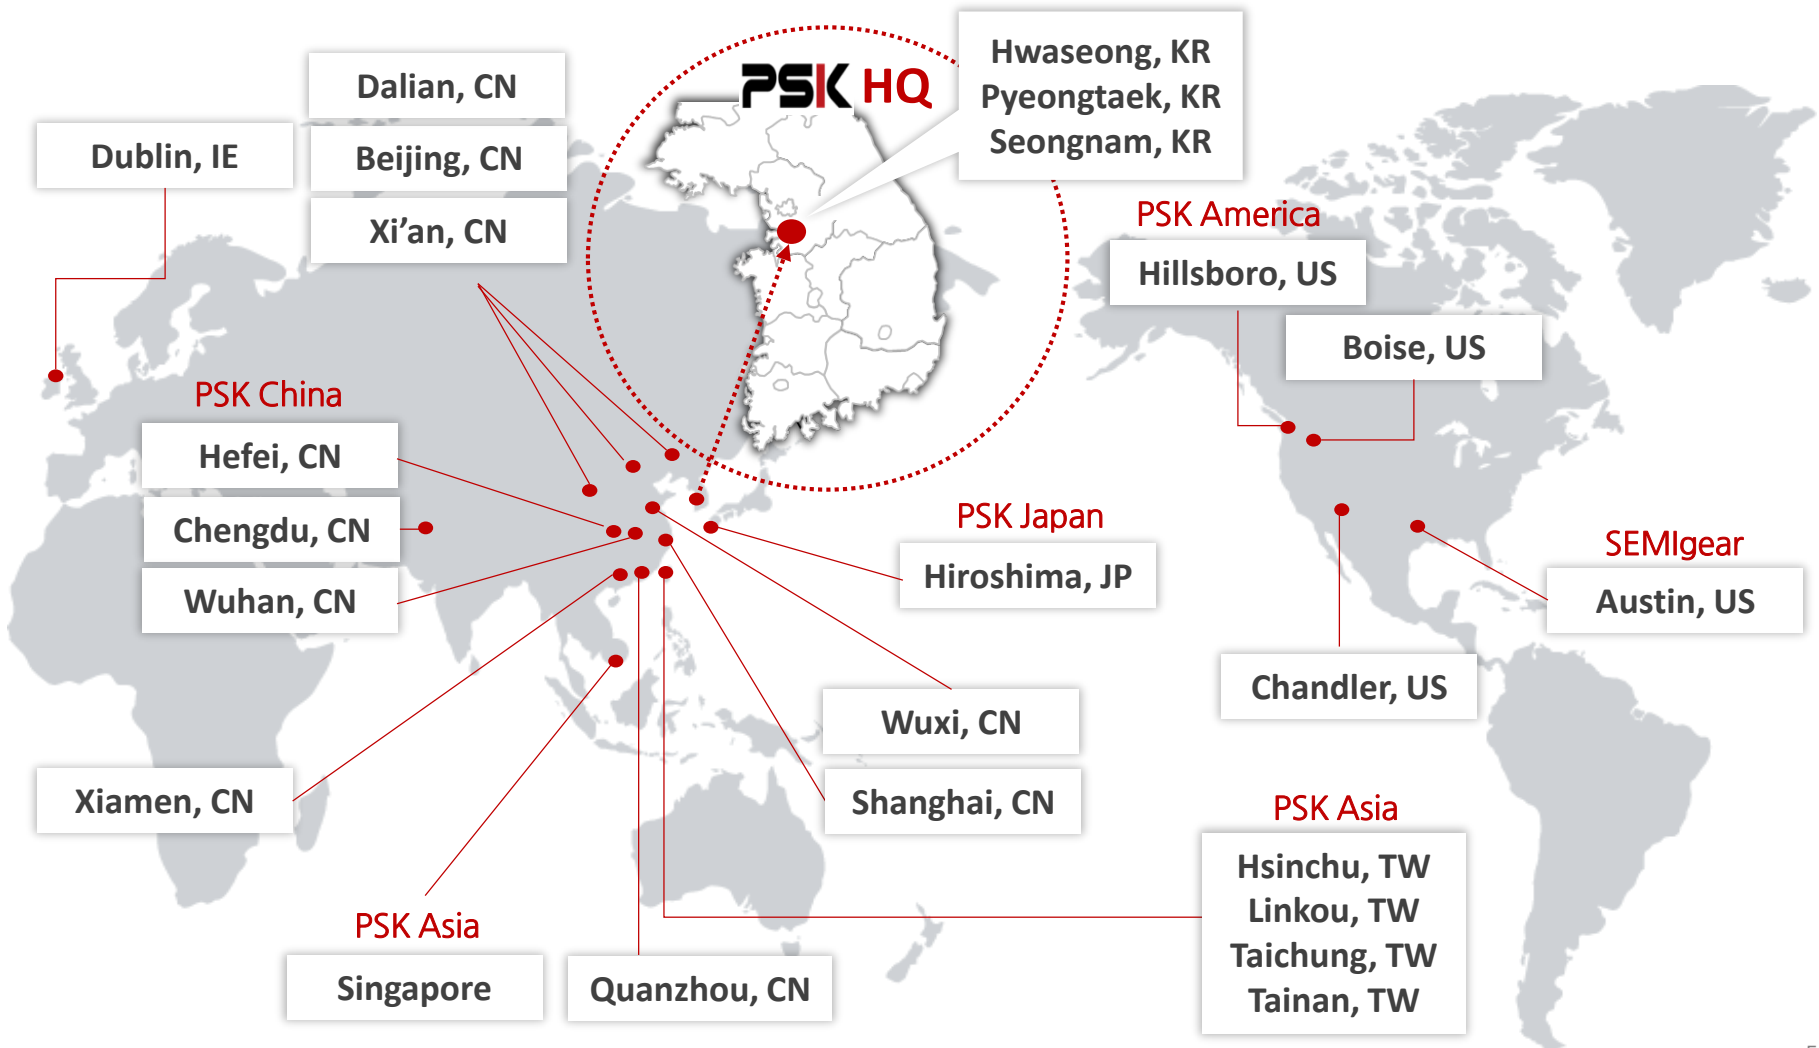 PSK HQ
Hwaseong, KR
Pyeongtaek, KR
Seongnam, KR
Dalian, CN
Beijing, CN
Xi’an, CN
Dublin, IE
PSK America
Hillsboro, US
Boise, US
PSK China
Hefei, CN
Chengdu, CN
Wuhan, CN
PSK Japan
Hiroshima, JP
SEMIgear
Austin, US
Chandler, US
Wuxi, CN
Shanghai, CN
Xiamen, CN
PSK Asia
Singapore
Quanzhou, CN
PSK Asia
Hsinchu, TW
Linkou, TW
Taichung, TW
Tainan, TW